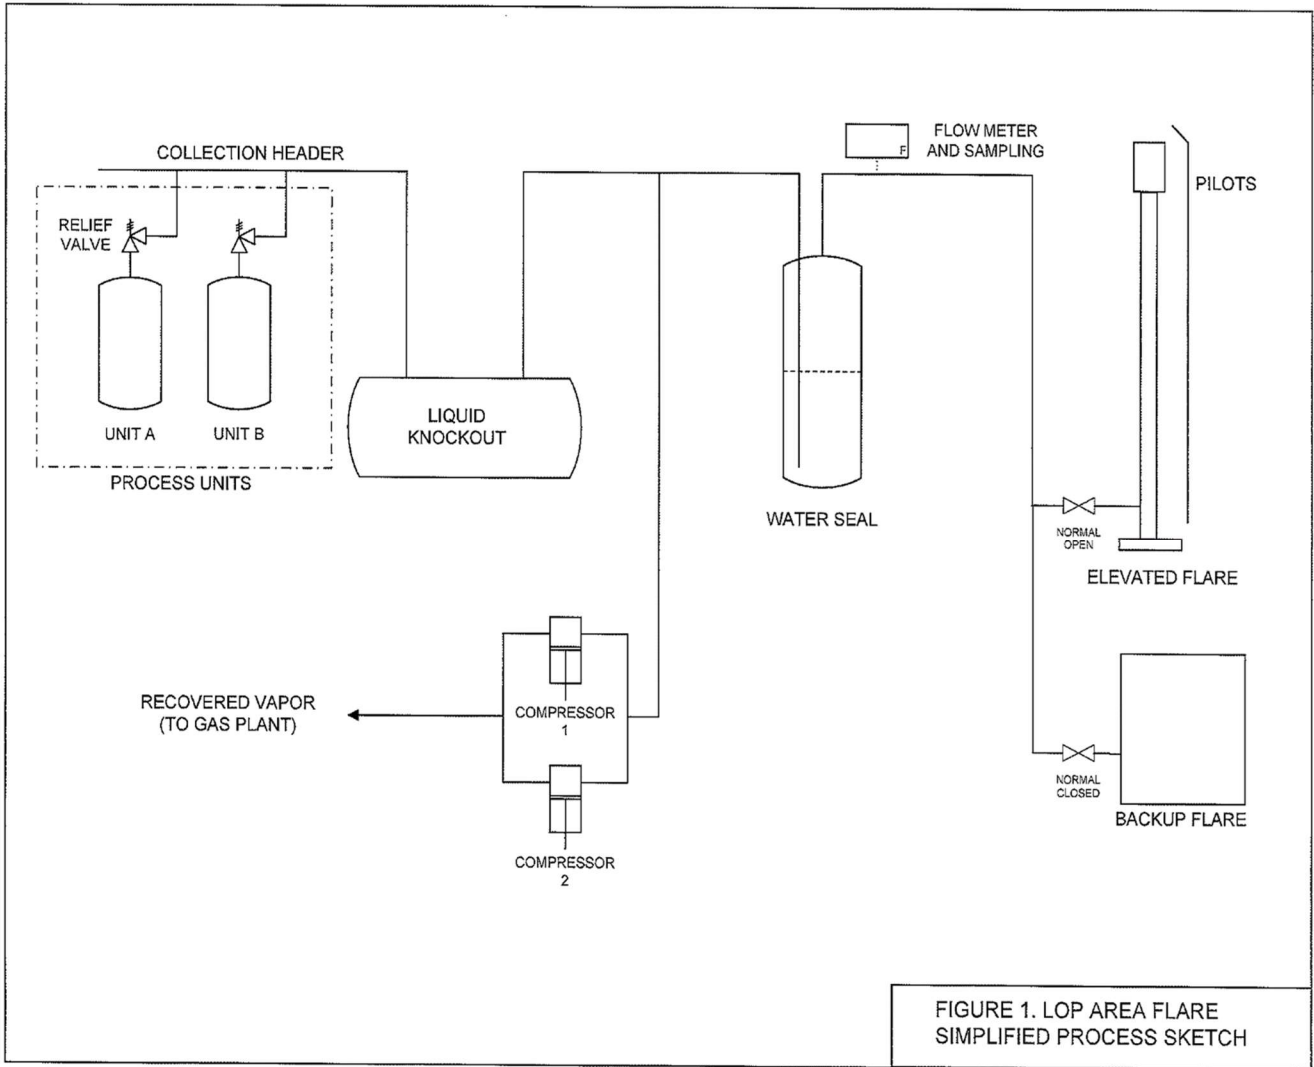 COLLECTION HEADER
RELIEF
VALVE
UNIT A
UNIT B
PROCESS UNITS
LIQUID
KNOCKOUT
WATER SEAL
F
FLOW METER
AND SAMPLING
PILOTS
NORMAL
OPEN
ELEVATED FLARE
NORMAL
CLOSED
BACKUP FLARE
RECOVERED VAPOR
(TO GAS PLANT)
COMPRESSOR
1
COMPRESSOR
2
FIGURE 1. LOP AREA FLARE
SIMPLIFIED PROCESS SKETCH